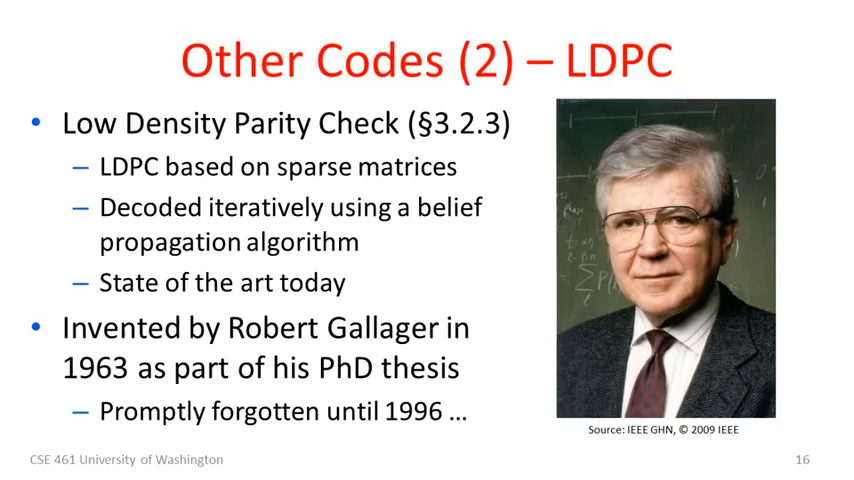 Other Codes (2) – LDPC
• Low Density Parity Check (§3.2.3)
– LDPC based on sparse matrices
– Decoded iteratively using a belief
propagation algorithm
– State of the art today
• Invented by Robert Gallager in
1963 as part of his PhD thesis
– Promptly forgotten until 1996 …
Source: IEEE GHN, © 2009 IEEE
CSE 461 University of Washington
16